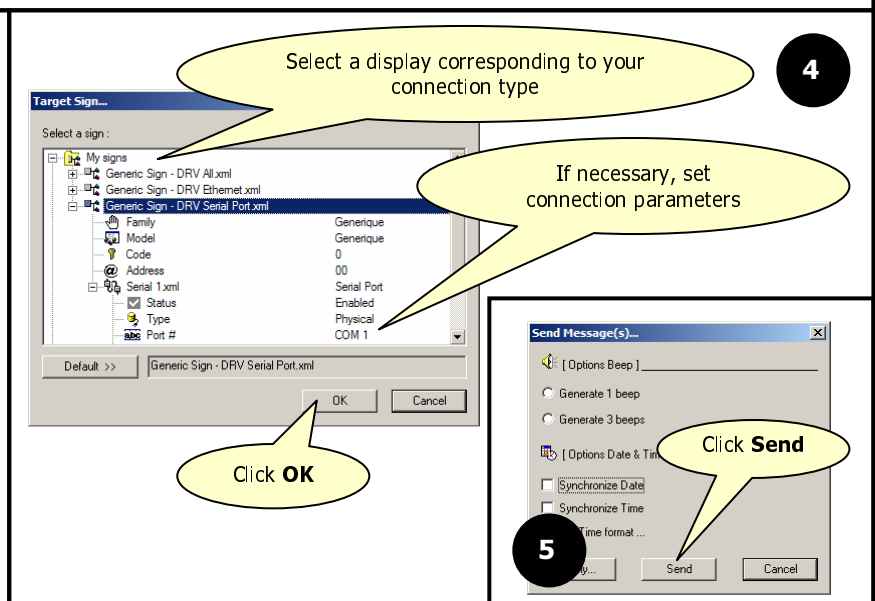 Select a display corresponding to your
connection type
4
Target Sign...
Select a sign :
My signs
Generic Sign - DRV All.xml
Generic Sign - DRV Ethernet.xml
Generic Sign - DRV Serial Port.xml
If necessary, set
connection parameters
Family Generique
Model Generique
Code 0
Address 00
Serial 1.xml Serial Port
Status Enabled
Type Physical
abc Port # COM 1
Default >> Generic Sign - DRV Serial Port.xml
OK Cancel
Click OK
Send Message(s)...
[ Options Beep ]
Generate 1 beep
Generate 3 beeps
Click Send
[ Options Date &
Synchronize Date
Synchronize Time
Time format ...
5
Send Cancel